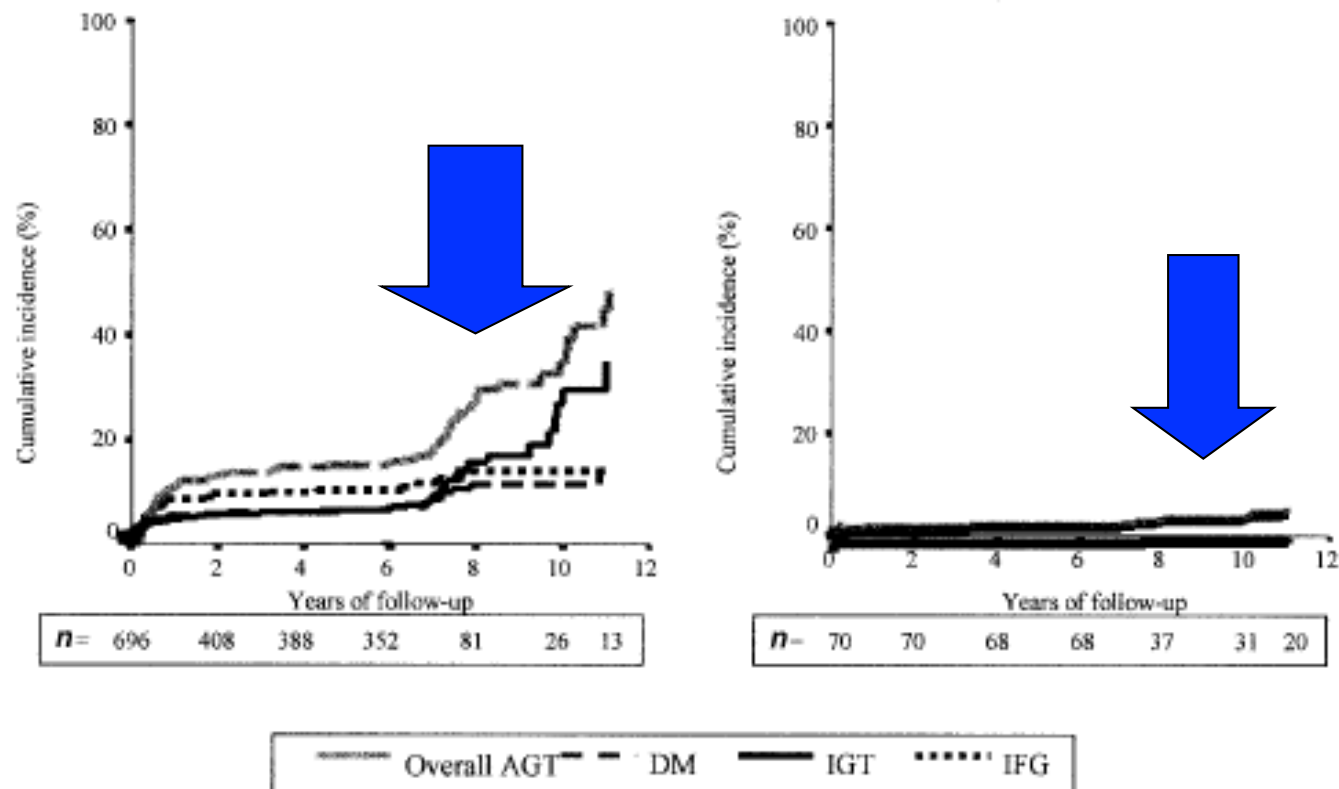 100
80
60
40
20
0
Cumulative incidence (%)
0 2 4 6 8 10 12
Years of follow-up
n= 696 408 388 352 81 26 13
100
80
60
40
20
0
Cumulative incidence (%)
0 2 4 6 8 10 12
Years of follow-up
n= 70 70 68 68 37 31 20
Overall AGT DM IGT IFG